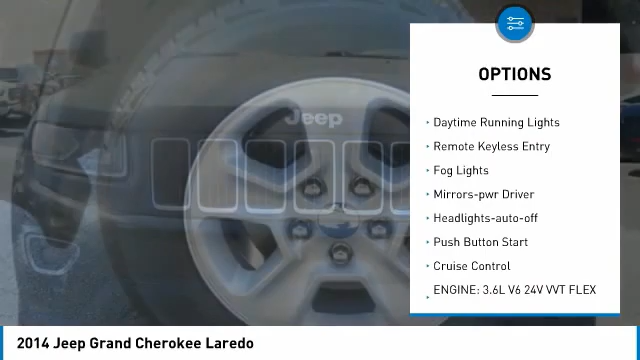 Jeep
OPTIONS
Daytime Running Lights
Remote Keyless Entry
Fog Lights
Mirrors-pwr Driver
Headlights-auto-off
Push Button Start
Cruise Control
ENGINE: 3.6L V6 24V VVT FLEX
2014 Jeep Grand Cherokee Laredo